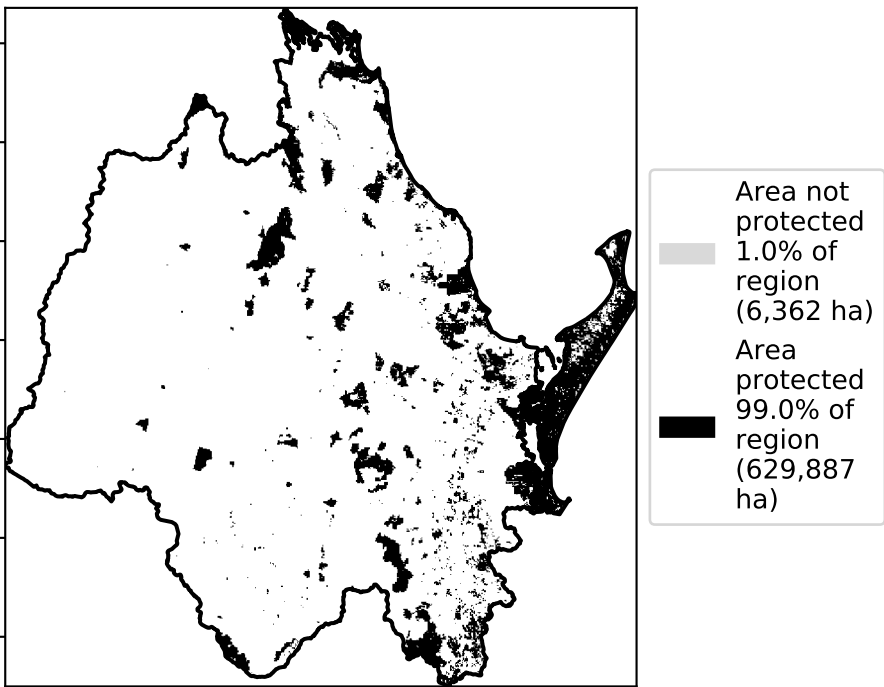 Area not
protected
1.0% of
region
(6,362 ha)
Area
protected
99.0% of
region
(629,887
ha)